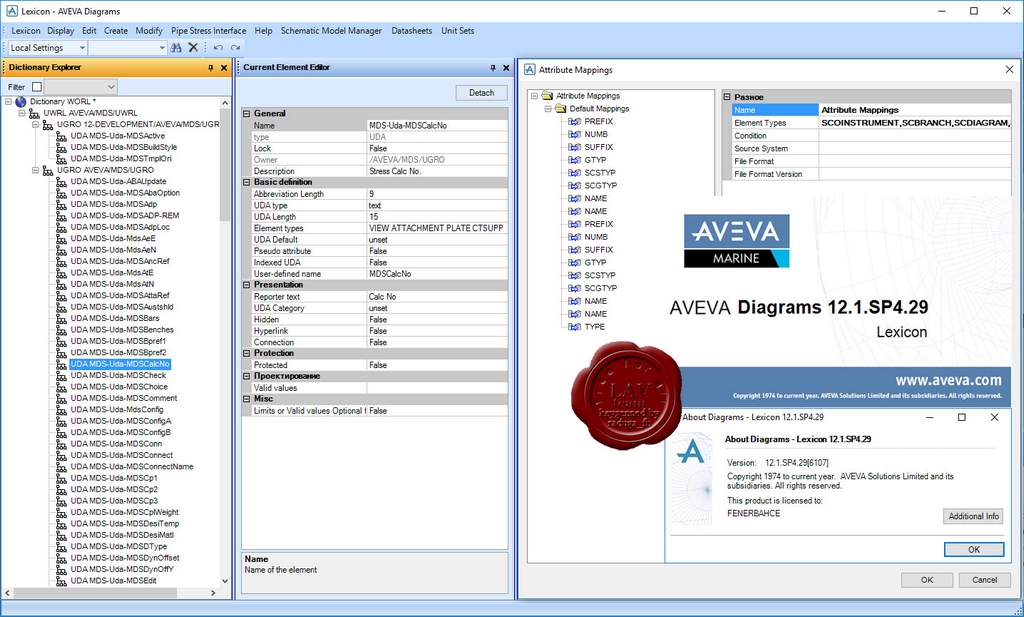 Lexicon - AVEVA Diagrams
Lexicon Display Edit Create Modify Pipe Stress Interface Help Schematic Model Manager Datasheets Unit Sets
Local Settings
Dictionary Explorer
Filter
Dictionary WORL *
UWRL AVEVA/MDS/UWRL
UGRO 12-DEVELOPMENT/AVEVA/MDS/UGR
UDA MDS-Uda-MDSActive
UDA MDS-Uda-MDSBuildStyle
UDA MDS-Uda-MDSTmplOri
UGRO AVEVA/MDS/UGRO
UDA MDS-Uda-ABAUpdate
UDA MDS-Uda-MDSAbaOption
UDA MDS-Uda-MDSAdp
UDA MDS-Uda-MDSADP-REM
UDA MDS-Uda-MDSAdpLoc
UDA MDS-Uda-MdsAeE
UDA MDS-Uda-MdsAeN
UDA MDS-Uda-MDSAncRef
UDA MDS-Uda-MdsAtE
UDA MDS-Uda-MdsAtN
UDA MDS-Uda-MDSAttaRef
UDA MDS-Uda-MDSAustshld
UDA MDS-Uda-MDSBars
UDA MDS-Uda-MDSBenches
UDA MDS-Uda-MDSBpref1
UDA MDS-Uda-MDSBpref2
UDA MDS-Uda-MDSCalcNo
UDA MDS-Uda-MDSCheck
UDA MDS-Uda-MDSChoice
UDA MDS-Uda-MDSComment
UDA MDS-Uda-MdsConfig
UDA MDS-Uda-MDSConfigA
UDA MDS-Uda-MDSConfigB
UDA MDS-Uda-MDSConn
UDA MDS-Uda-MDSConnect
UDA MDS-Uda-MDSConnectName
UDA MDS-Uda-MDSCp1
UDA MDS-Uda-MDSCp2
UDA MDS-Uda-MDSCp3
UDA MDS-Uda-MDSCplWeight
UDA MDS-Uda-MDSDesiTemp
UDA MDS-Uda-MDSDesiMatl
UDA MDS-Uda-MDSDType
UDA MDS-Uda-MDSDynOffset
UDA MDS-Uda-MDSDynOffY
UDA MDS-Uda-MDSEdit
Current Element Editor
Detach
General
Name MDS-Uda-MDSCalcNo
type UDA
Lock False
Owner /AVEVA/MDS/UGRO
Description Stress Calc No.
Basic definition
Abbreviation Length 9
UDA type text
UDA Length 15
Element types VIEW ATTACHMENT PLATE CTSUPP
UDA Default unset
Pseudo attribute False
Indexed UDA False
User-defined name MDSCalcNo
Presentation
Reporter text Calc No
UDA Category unset
Hidden False
Hyperlink False
Connection False
Protection
Protected False
Проектирование
Valid values
Misc
Limits or Valid values Optional f False
Name
Name of the element
Attribute Mappings
Attribute Mappings
Default Mappings
PREFIX
NUMB
SUFFIX
GTYP
SCSTYP
SCGTYP
NAME
NAME
PREFIX
NUMB
SUFFIX
GTYP
SCSTYP
SCGTYP
NAME
NAME
TYPE
Разное
Name Attribute Mappings
Element Types SCOINSTRUMENT,SCBRANCH,SCDIAGRAM,
Condition
Source System
File Format
File Format Version
AVEVA
MARINE
AVEVA Diagrams 12.1.SP4.29
Lexicon
www.aveva.com
Copyright 1974 to current year. AVEVA Solutions Limited and its subsidiaries. All rights reserved.
LAV
team
keygenned by
About Diagrams - Lexicon 12.1.SP4.29
About Diagrams - Lexicon 12.1.SP4.29
Version: 12.1.SP4.29[6107]
Copyright 1974 to current year. AVEVA Solutions Limited and its
subsidiaries. All rights reserved.
This product is licensed to:
FENERBAHCE
Additional Info
OK
OK Cancel